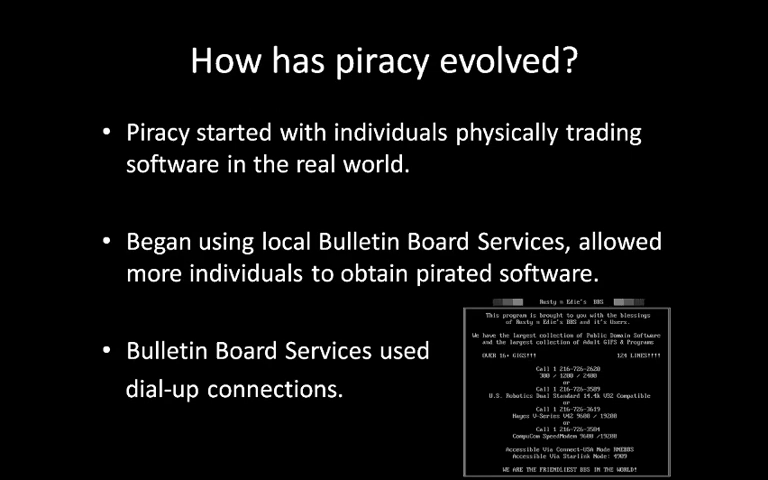 How has piracy evolved?
• Piracy started with individuals physically trading
software in the real world.
• Began using local Bulletin Board Services, allowed
more individuals to obtain pirated software.
• Bulletin Board Services used
dial-up connections.
Rusty n Edie's BBS
This program is brought to you with the blessings
of Rusty n Edie's BBS and it's Users.
We have the largest collection of Public Domain Software
and the largest collection of Adult GIFS & Programs
OVER 16+ GIGS!!! 124 LINES!!!!
Call 1 216-726-2620
300 / 1200 / 2400
or
Call 1 216-726-3589
U.S. Robotics Dual Standard 14.4k V32 Compatible
or
Call 1 216-726-3619
Hayes V-Series V42 9600 / 19200
or
Call 1 216-726-3584
CompuCom SpeedModem 9600 /19200
Accessible Via Connect-USA Node RNEBBS
Accessible Via Starlink Node: 4909
WE ARE THE FRIENDLIEST BBS IN THE WORLD!